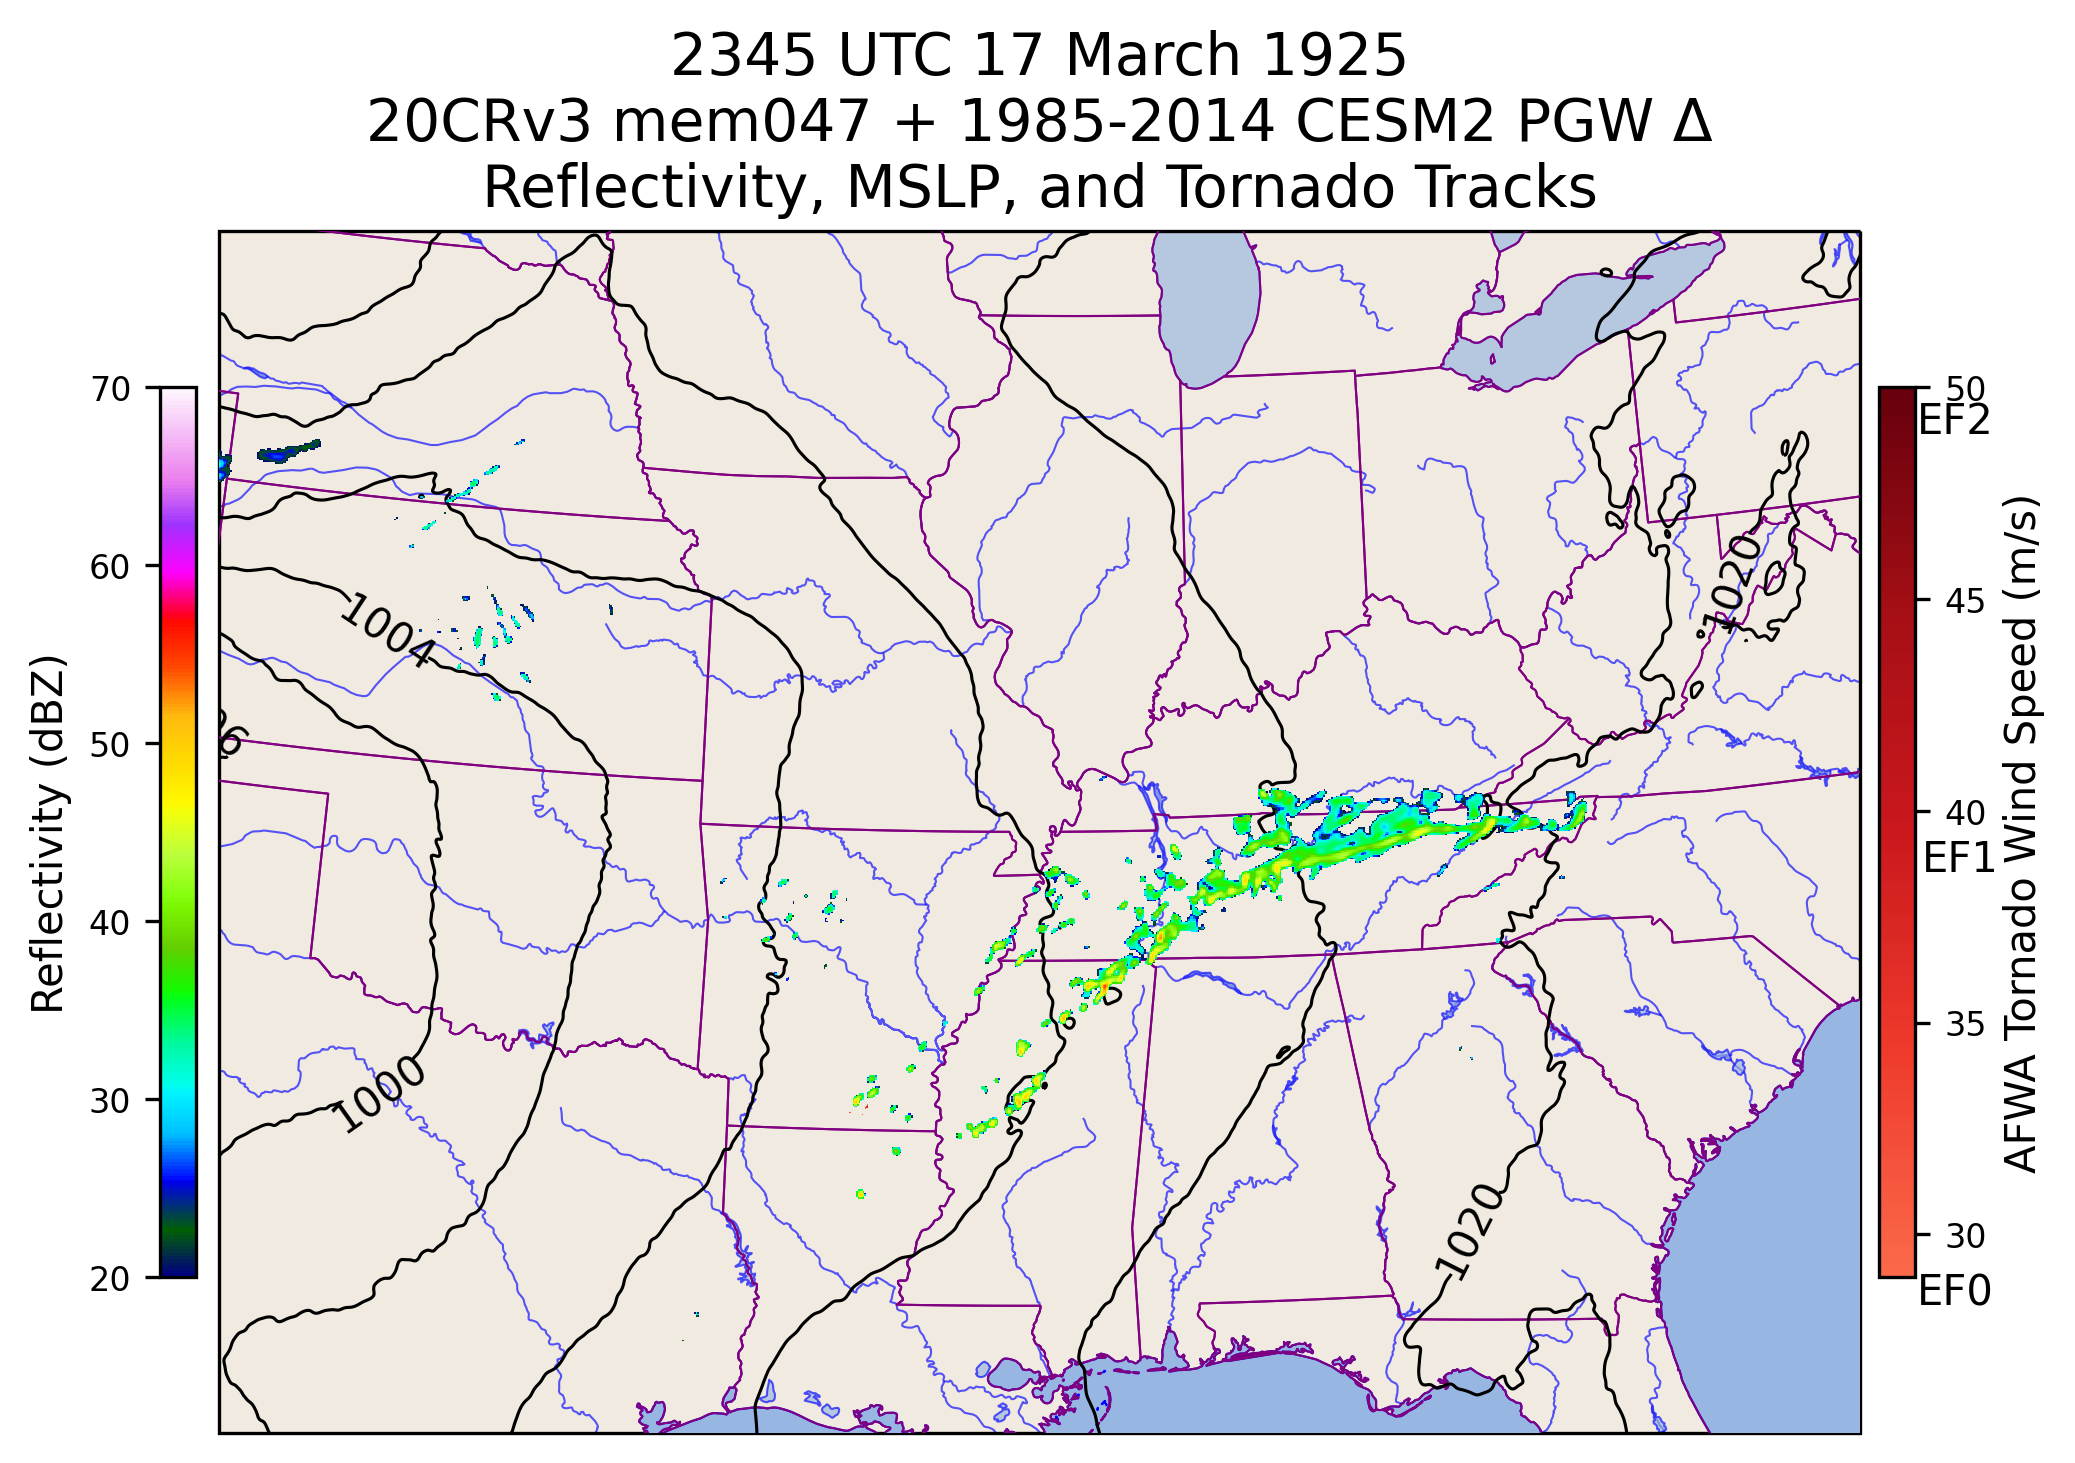 2345 UTC 17 March 1925
20CRv3 mem047 + 1985-2014 CESM2 PGW Δ
Reflectivity, MSLP, and Tornado Tracks
Reflectivity (dBZ)
70
60
50
40
30
20
1004
1000
1020
1020
50
EF2
45
40
EF1
35
30
EF0
AFWA Tornado Wind Speed (m/s)